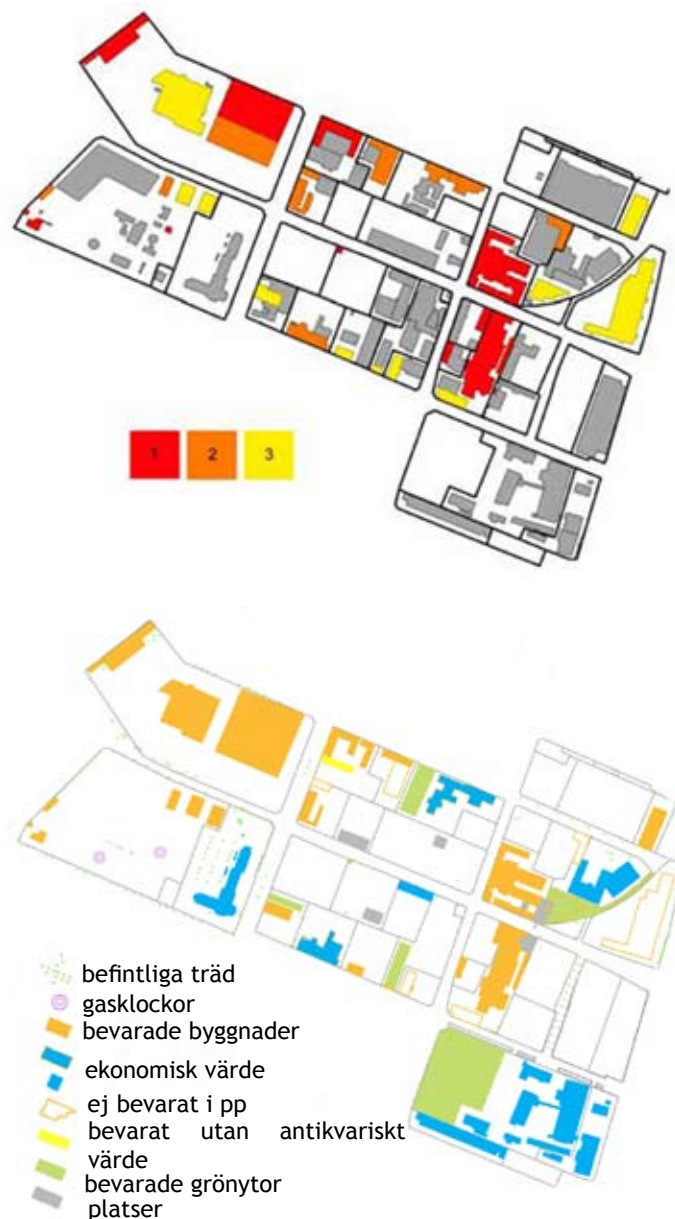 1 2 3
befintliga träd
gasklockor
bevarade byggnader
ekonomisk värde
ej bevarat i pp
bevarat utan antikvariskt
värde
bevarade grönytor
platser